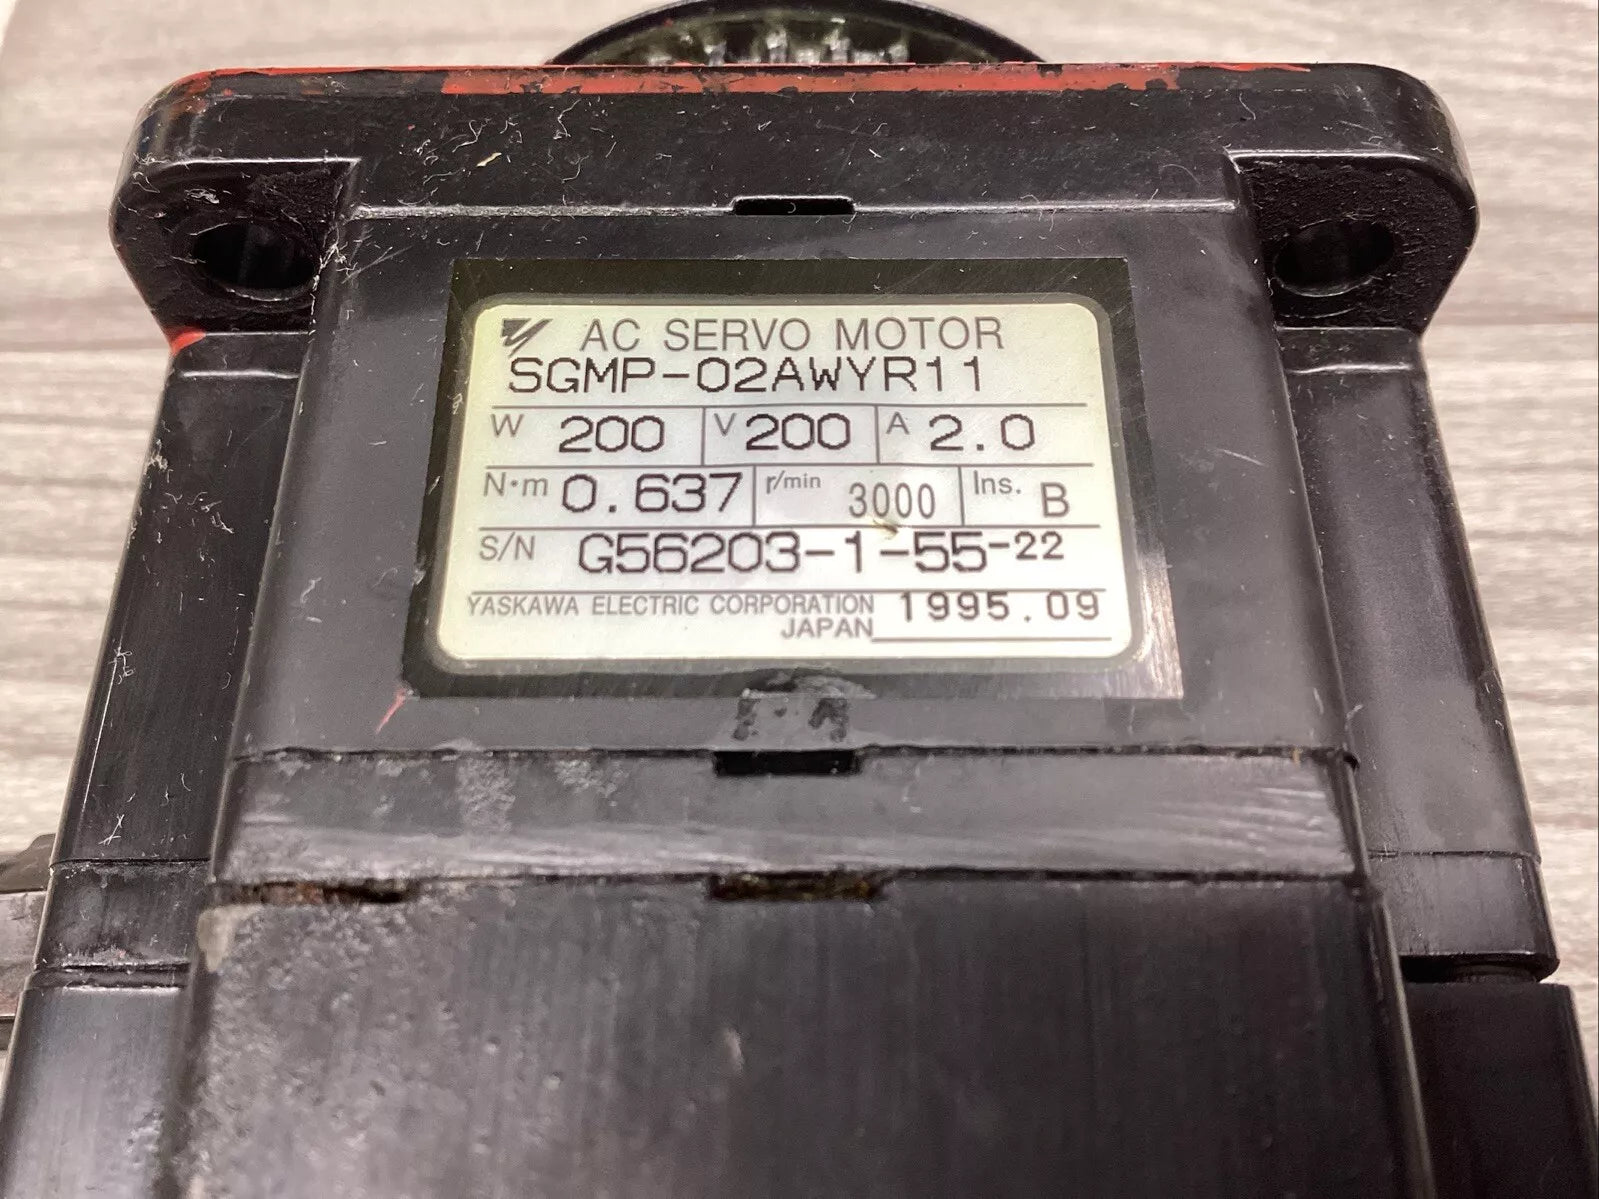 AC SERVO MOTOR
SGMP-02AWYR11
W 200 V 200 A 2.0
N·m 0.637 r/min 3000 Ins. B
S/N G56203-1-55-22
YASKAWA ELECTRIC CORPORATION 1995.09
JAPAN